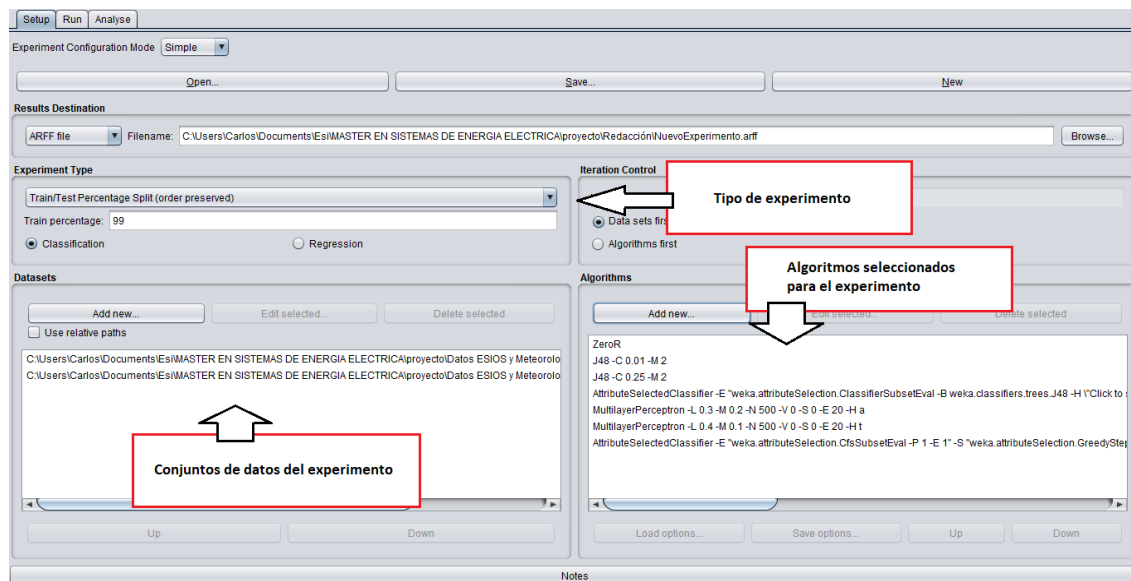 Setup Run Analyse
Experiment Configuration Mode Simple
Open... Save... New
Results Destination
ARFF file Filename: C:\Users\Carlos\Documents\Esi\MASTER EN SISTEMAS DE ENERGIA ELECTRICA\proyecto\Redacción\NuevoExperimento.arff Browse...
Experiment Type
Train/Test Percentage Split (order preserved)
Train percentage: 99
Classification Regression
Iteration Control
Tipo de experimento
Data sets firs
Algorithms first
Datasets
Add new... Edit selected... Delete selected
Use relative paths
C:\Users\Carlos\Documents\Esi\MASTER EN SISTEMAS DE ENERGIA ELECTRICA\proyecto\Datos ESIOS y Meteorolo
C:\Users\Carlos\Documents\Esi\MASTER EN SISTEMAS DE ENERGIA ELECTRICA\proyecto\Datos ESIOS y Meteorolo
Conjuntos de datos del experimento
Up Down
Algorithms
Algoritmos seleccionados
para el experimento
Add new... Edit selected... Delete selected
ZeroR
J48 -C 0.01 -M 2
J48 -C 0.25 -M 2
AttributeSelectedClassifier -E "weka.attributeSelection.ClassifierSubsetEval -B weka.classifiers.trees.J48 -H \"Click to s
MultilayerPerceptron -L 0.3 -M 0.2 -N 500 -V 0 -S 0 -E 20 -H a
MultilayerPerceptron -L 0.4 -M 0.1 -N 500 -V 0 -S 0 -E 20 -H t
AttributeSelectedClassifier -E "weka.attributeSelection.CfsSubsetEval -P 1 -E 1" -S "weka.attributeSelection.GreedyStep
Load options... Save options... Up Down
Notes